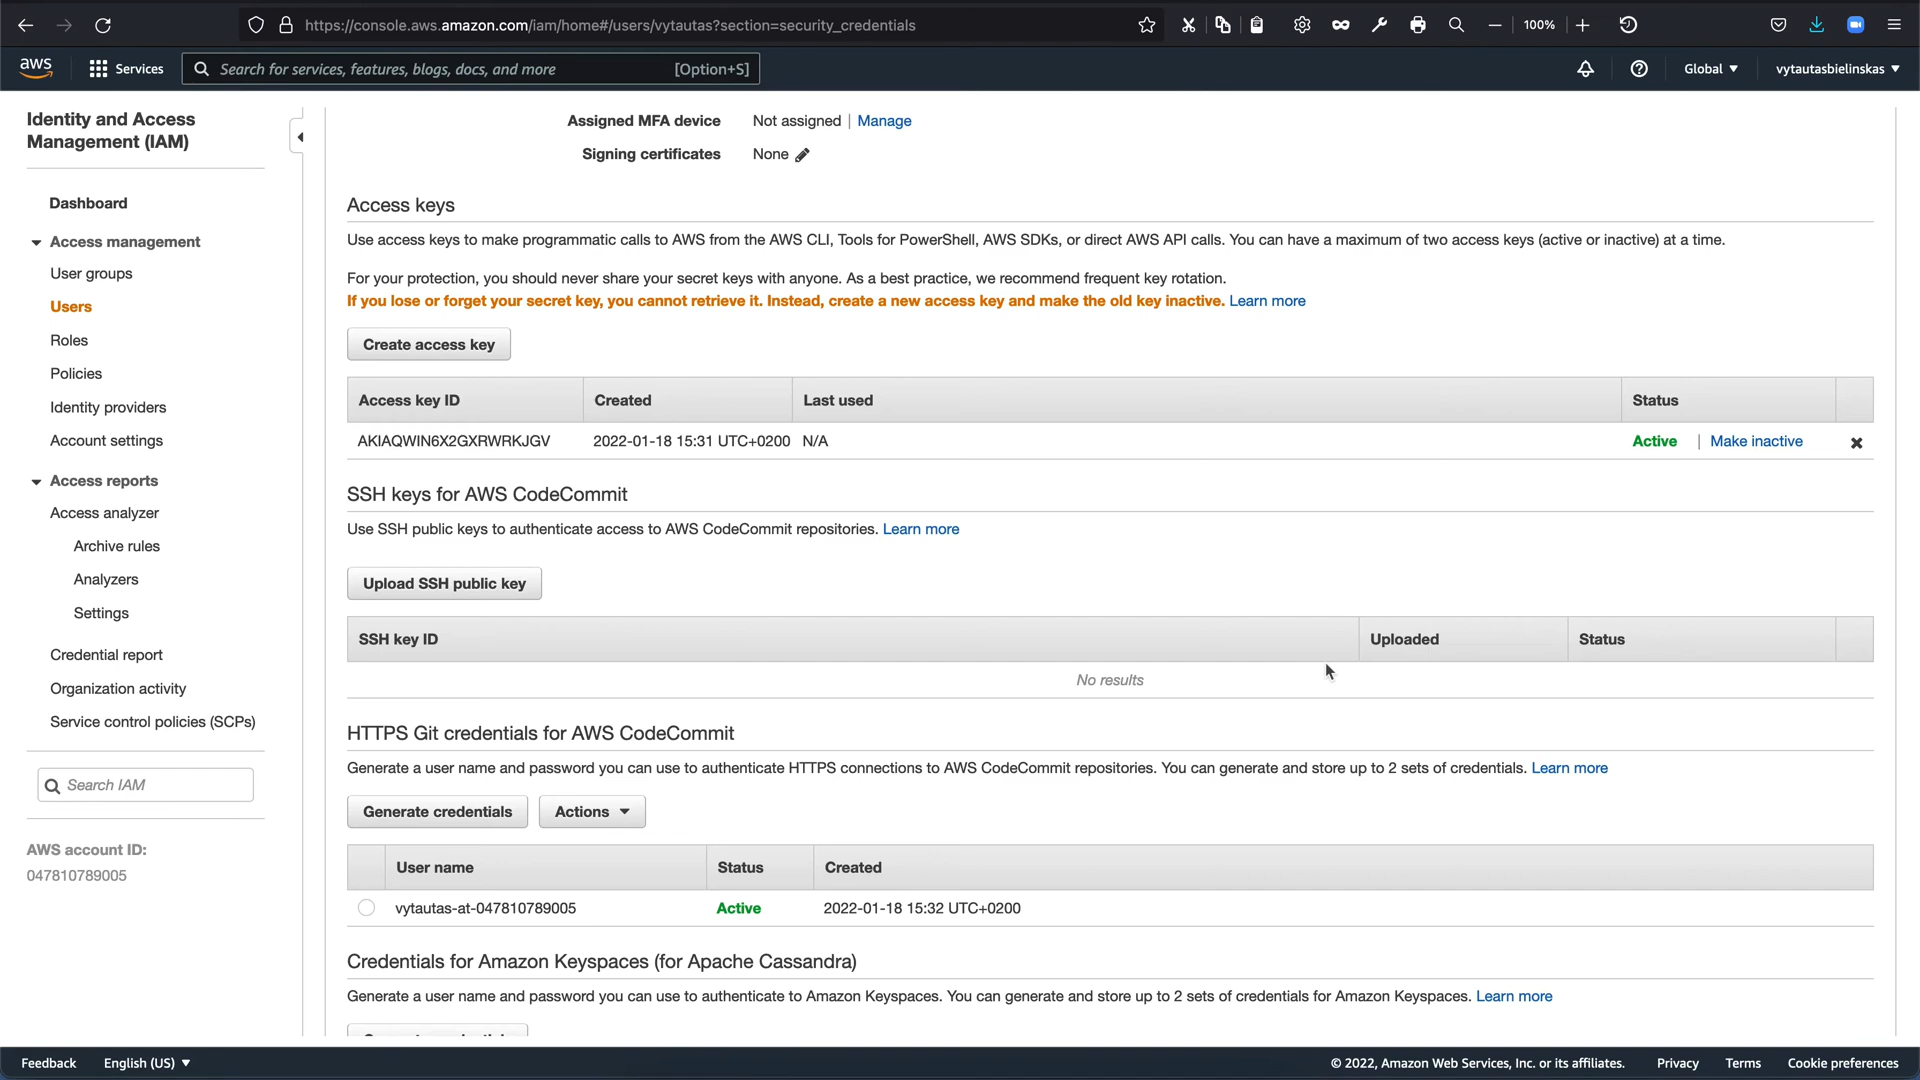 https://console.aws.amazon.com/iam/home#/users/vytautas?section=security_credentials
100%
aws
Services
Search for services, features, blogs, docs, and more
[Option+S]
Global
vytautasbielinskas
Identity and Access
Management (IAM)
Dashboard
Access management
User groups
Users
Roles
Policies
Identity providers
Account settings
Access reports
Access analyzer
Archive rules
Analyzers
Settings
Credential report
Organization activity
Service control policies (SCPs)
Search IAM
AWS account ID:
047810789005
Assigned MFA device Not assigned | Manage
Signing certificates None
Access keys
Use access keys to make programmatic calls to AWS from the AWS CLI, Tools for PowerShell, AWS SDKs, or direct AWS API calls. You can have a maximum of two access keys (active or inactive) at a time.
For your protection, you should never share your secret keys with anyone. As a best practice, we recommend frequent key rotation.
If you lose or forget your secret key, you cannot retrieve it. Instead, create a new access key and make the old key inactive. Learn more
Create access key
Access key ID Created Last used Status
AKIAQWIN6X2GXRWRKJGV 2022-01-18 15:31 UTC+0200 N/A Active | Make inactive
SSH keys for AWS CodeCommit
Use SSH public keys to authenticate access to AWS CodeCommit repositories. Learn more
Upload SSH public key
SSH key ID Uploaded Status
No results
HTTPS Git credentials for AWS CodeCommit
Generate a user name and password you can use to authenticate HTTPS connections to AWS CodeCommit repositories. You can generate and store up to 2 sets of credentials. Learn more
Generate credentials Actions
User name Status Created
vytautas-at-047810789005 Active 2022-01-18 15:32 UTC+0200
Credentials for Amazon Keyspaces (for Apache Cassandra)
Generate a user name and password you can use to authenticate to Amazon Keyspaces. You can generate and store up to 2 sets of credentials for Amazon Keyspaces. Learn more
Feedback English (US) © 2022, Amazon Web Services, Inc. or its affiliates. Privacy Terms Cookie preferences